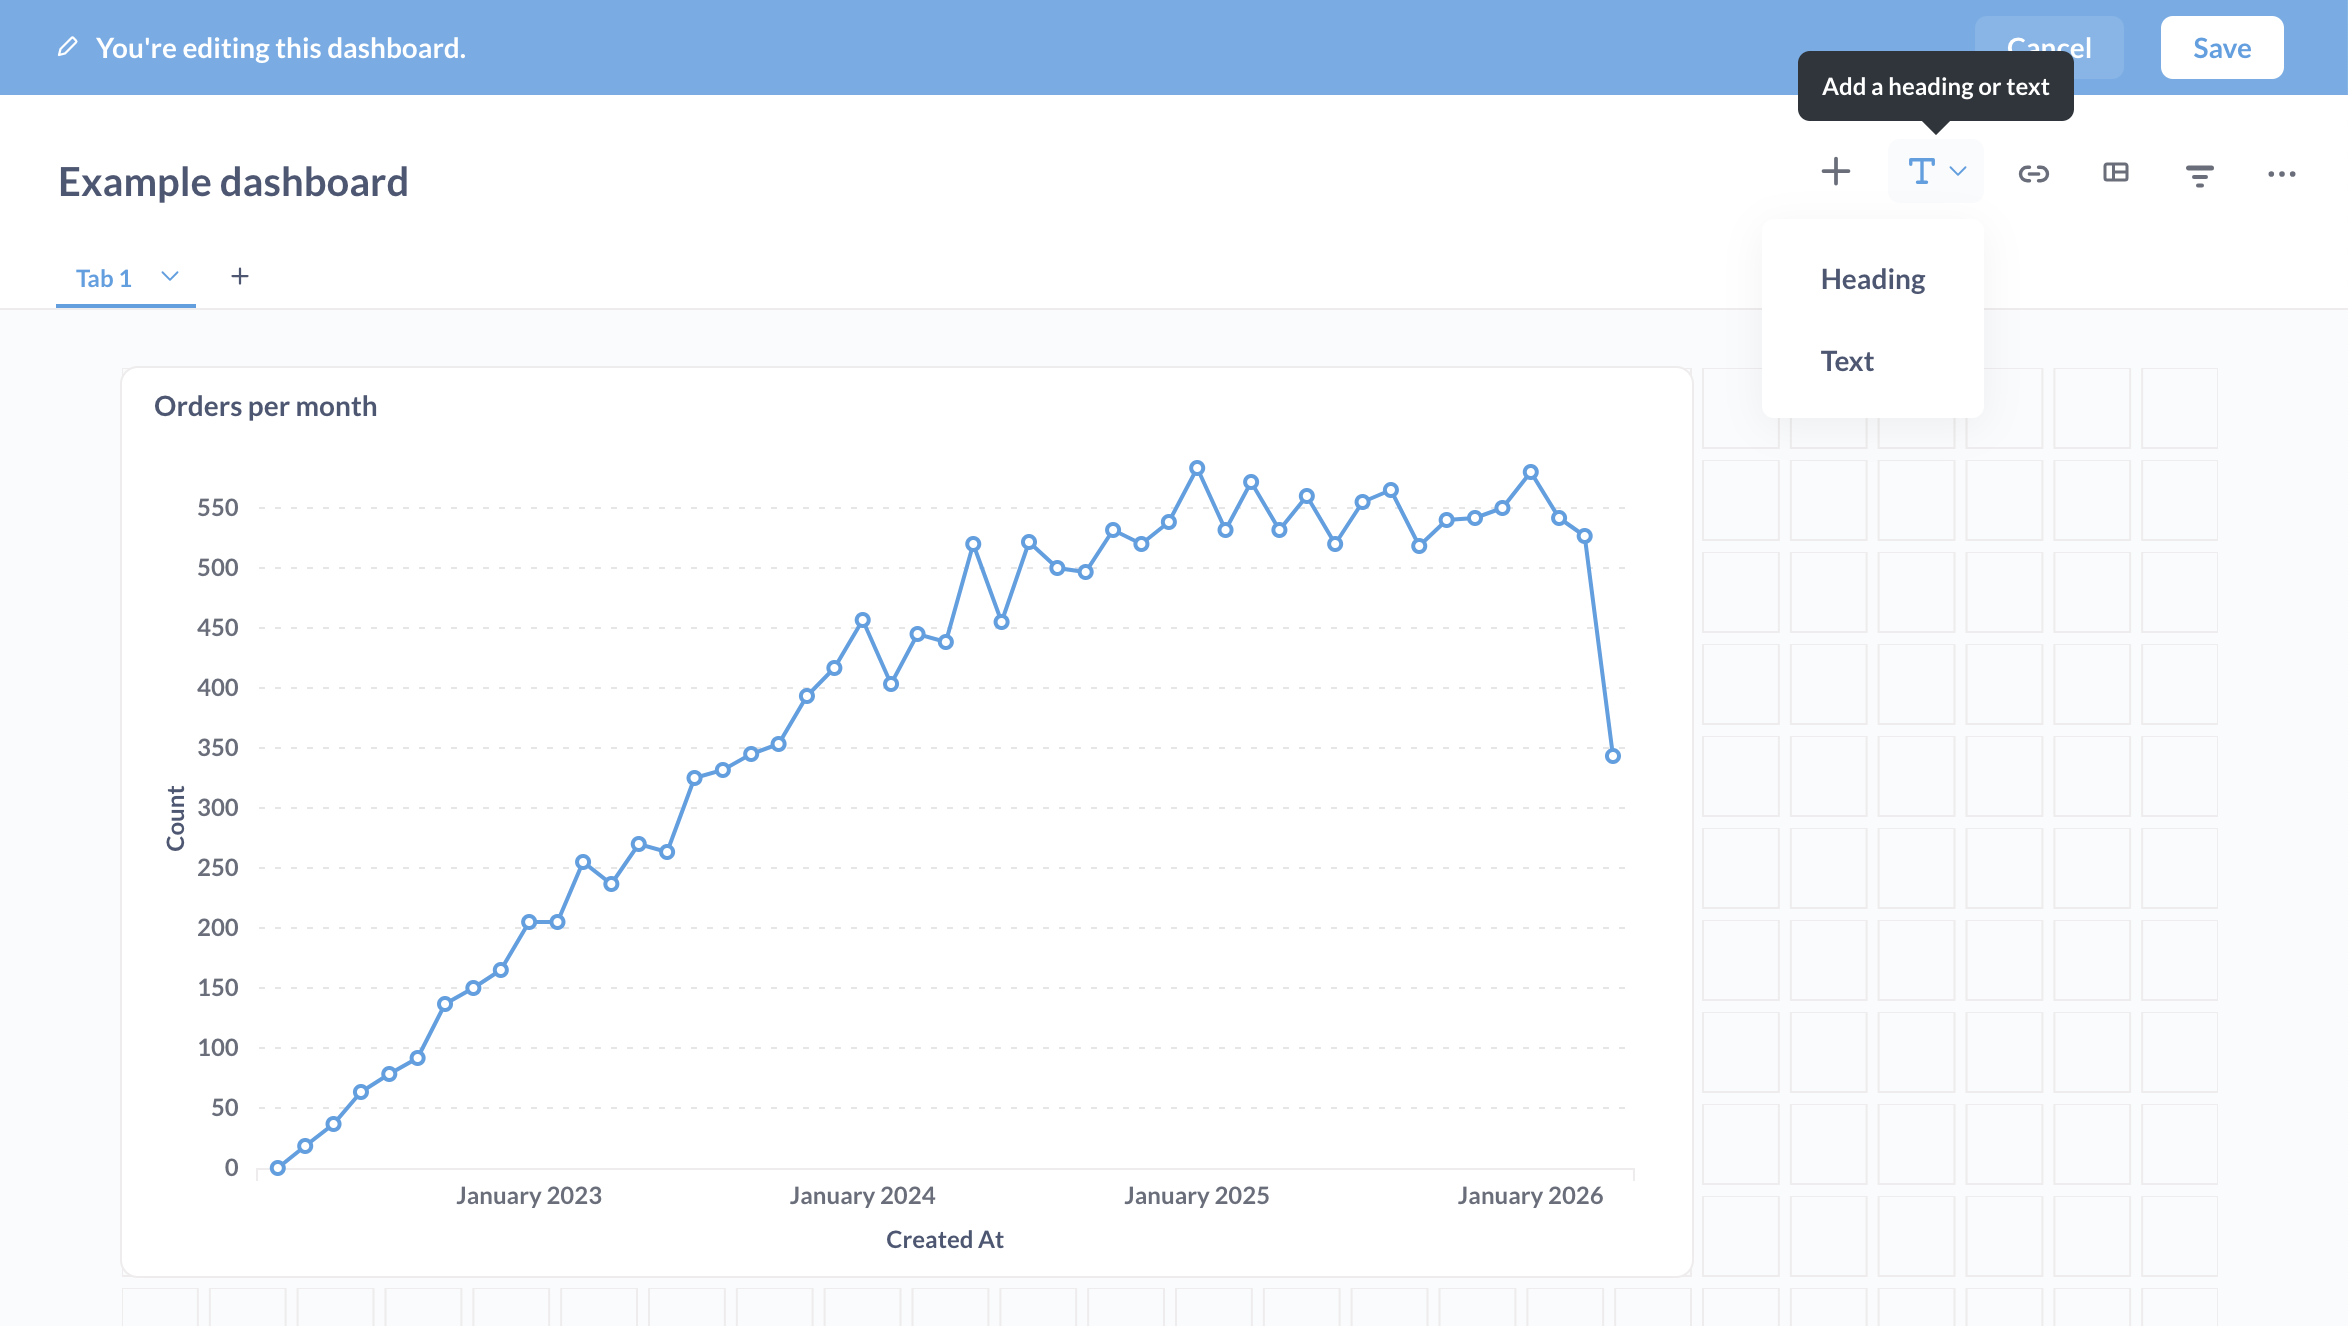 You're editing this dashboard.
Cancel
Save
Add a heading or text
Example dashboard
T
Tab 1
Heading
Text
Orders per month
550
500
450
400
350
300
250
200
150
100
50
0
Count
January 2023
January 2024
January 2025
January 2026
Created At